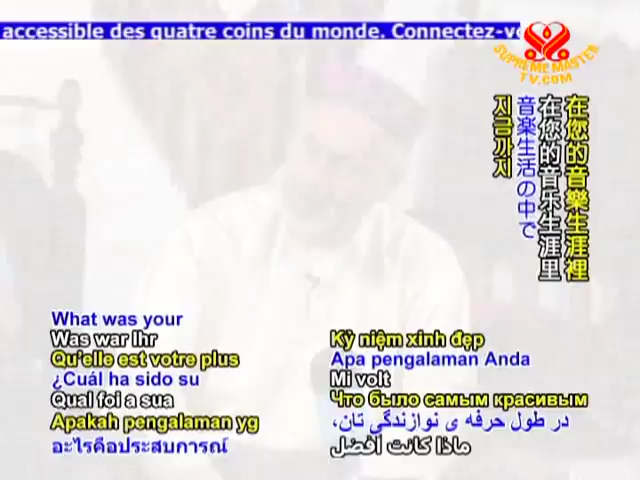 accessible des quatre coins du monde. Connectez-vo
SUPREME MASTER
TV.COM
在您的音樂生涯裡
在您的音乐生涯里
音楽生活の中で
지금까지
What was your
Was war Ihr
Qu'elle est votre plus
¿Cuál ha sido su
Qual foi a sua
Apakah pengalaman yg
อะไรคือประสบการณ์
Kỷ niệm xinh đẹp
Apa pengalaman Anda
Mi volt
Что было самым красивым
در طول حرفه ی نوازندگی تان،
ماذا كانت أفضل